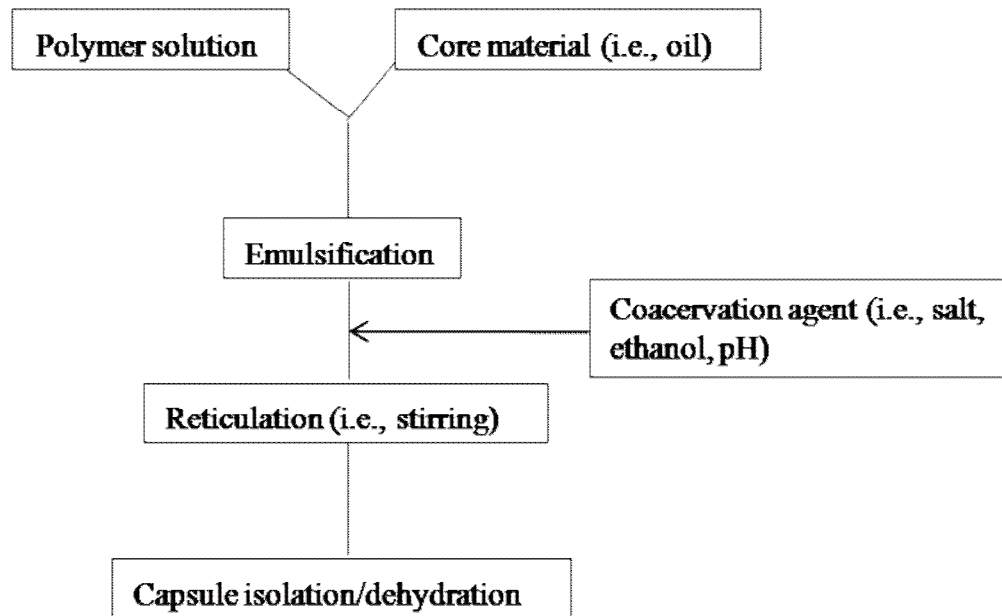 Polymer solution
Core material (i.e., oil)
Emulsification
Coacervation agent (i.e., salt,
ethanol, pH)
Reticulation (i.e., stirring)
Capsule isolation/dehydration